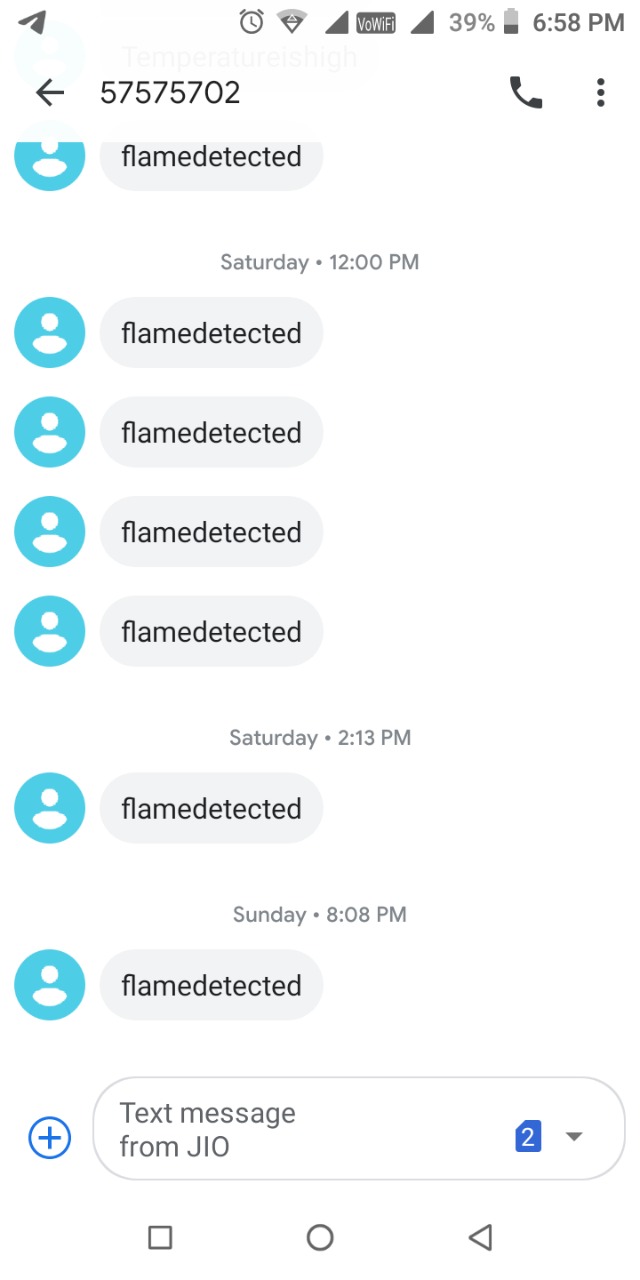 VoWiFi 39% 6:58 PM
Temperatureishigh
57575702
flamedetected
Saturday • 12:00 PM
flamedetected
flamedetected
flamedetected
flamedetected
Saturday • 2:13 PM
flamedetected
Sunday • 8:08 PM
flamedetected
Text message
from JIO
2